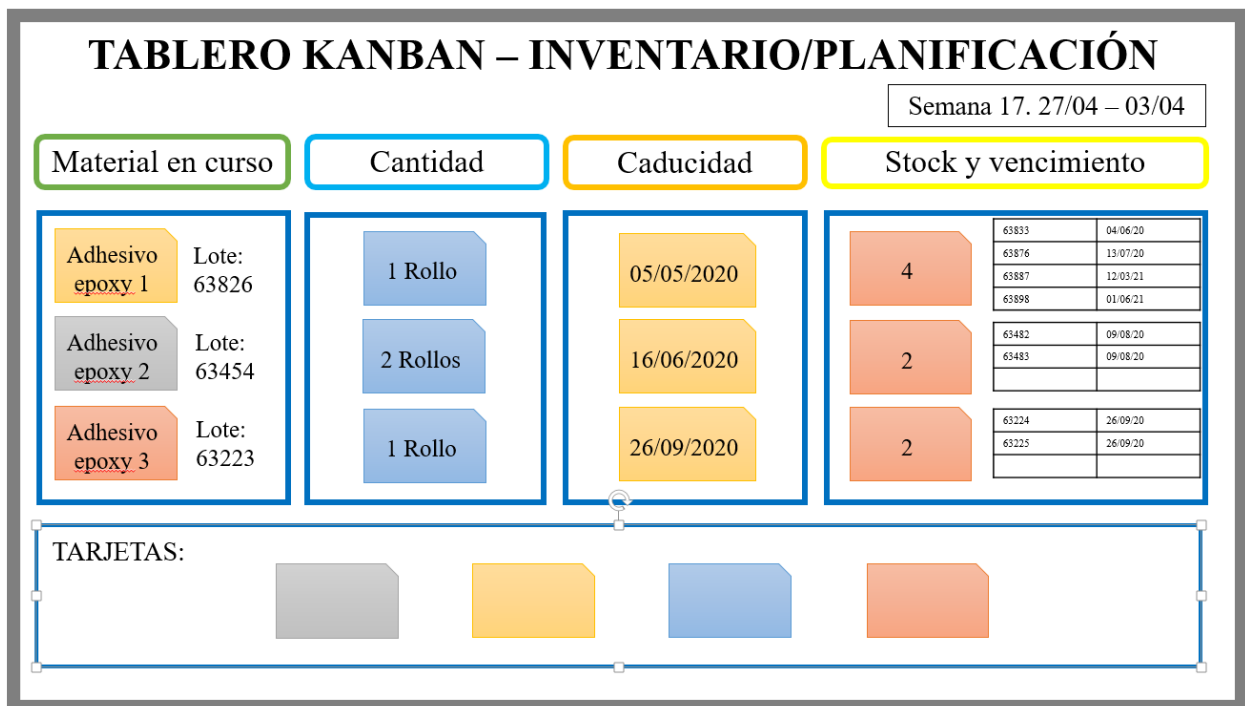 TABLERO KANBAN – INVENTARIO/PLANIFICACIÓN
Semana 17. 27/04 – 03/04
Material en curso
Cantidad
Caducidad
Stock y vencimiento
Adhesivo
epoxy 1
Lote:
63826
1 Rollo
05/05/2020
4
63833 04/06/20
63876 13/07/20
63887 12/03/21
63898 01/06/21
Adhesivo
epoxy 2
Lote:
63454
2 Rollos
16/06/2020
2
63482 09/08/20
63483 09/08/20
Adhesivo
epoxy 3
Lote:
63223
1 Rollo
26/09/2020
2
63224 26/09/20
63225 26/09/20
TARJETAS: